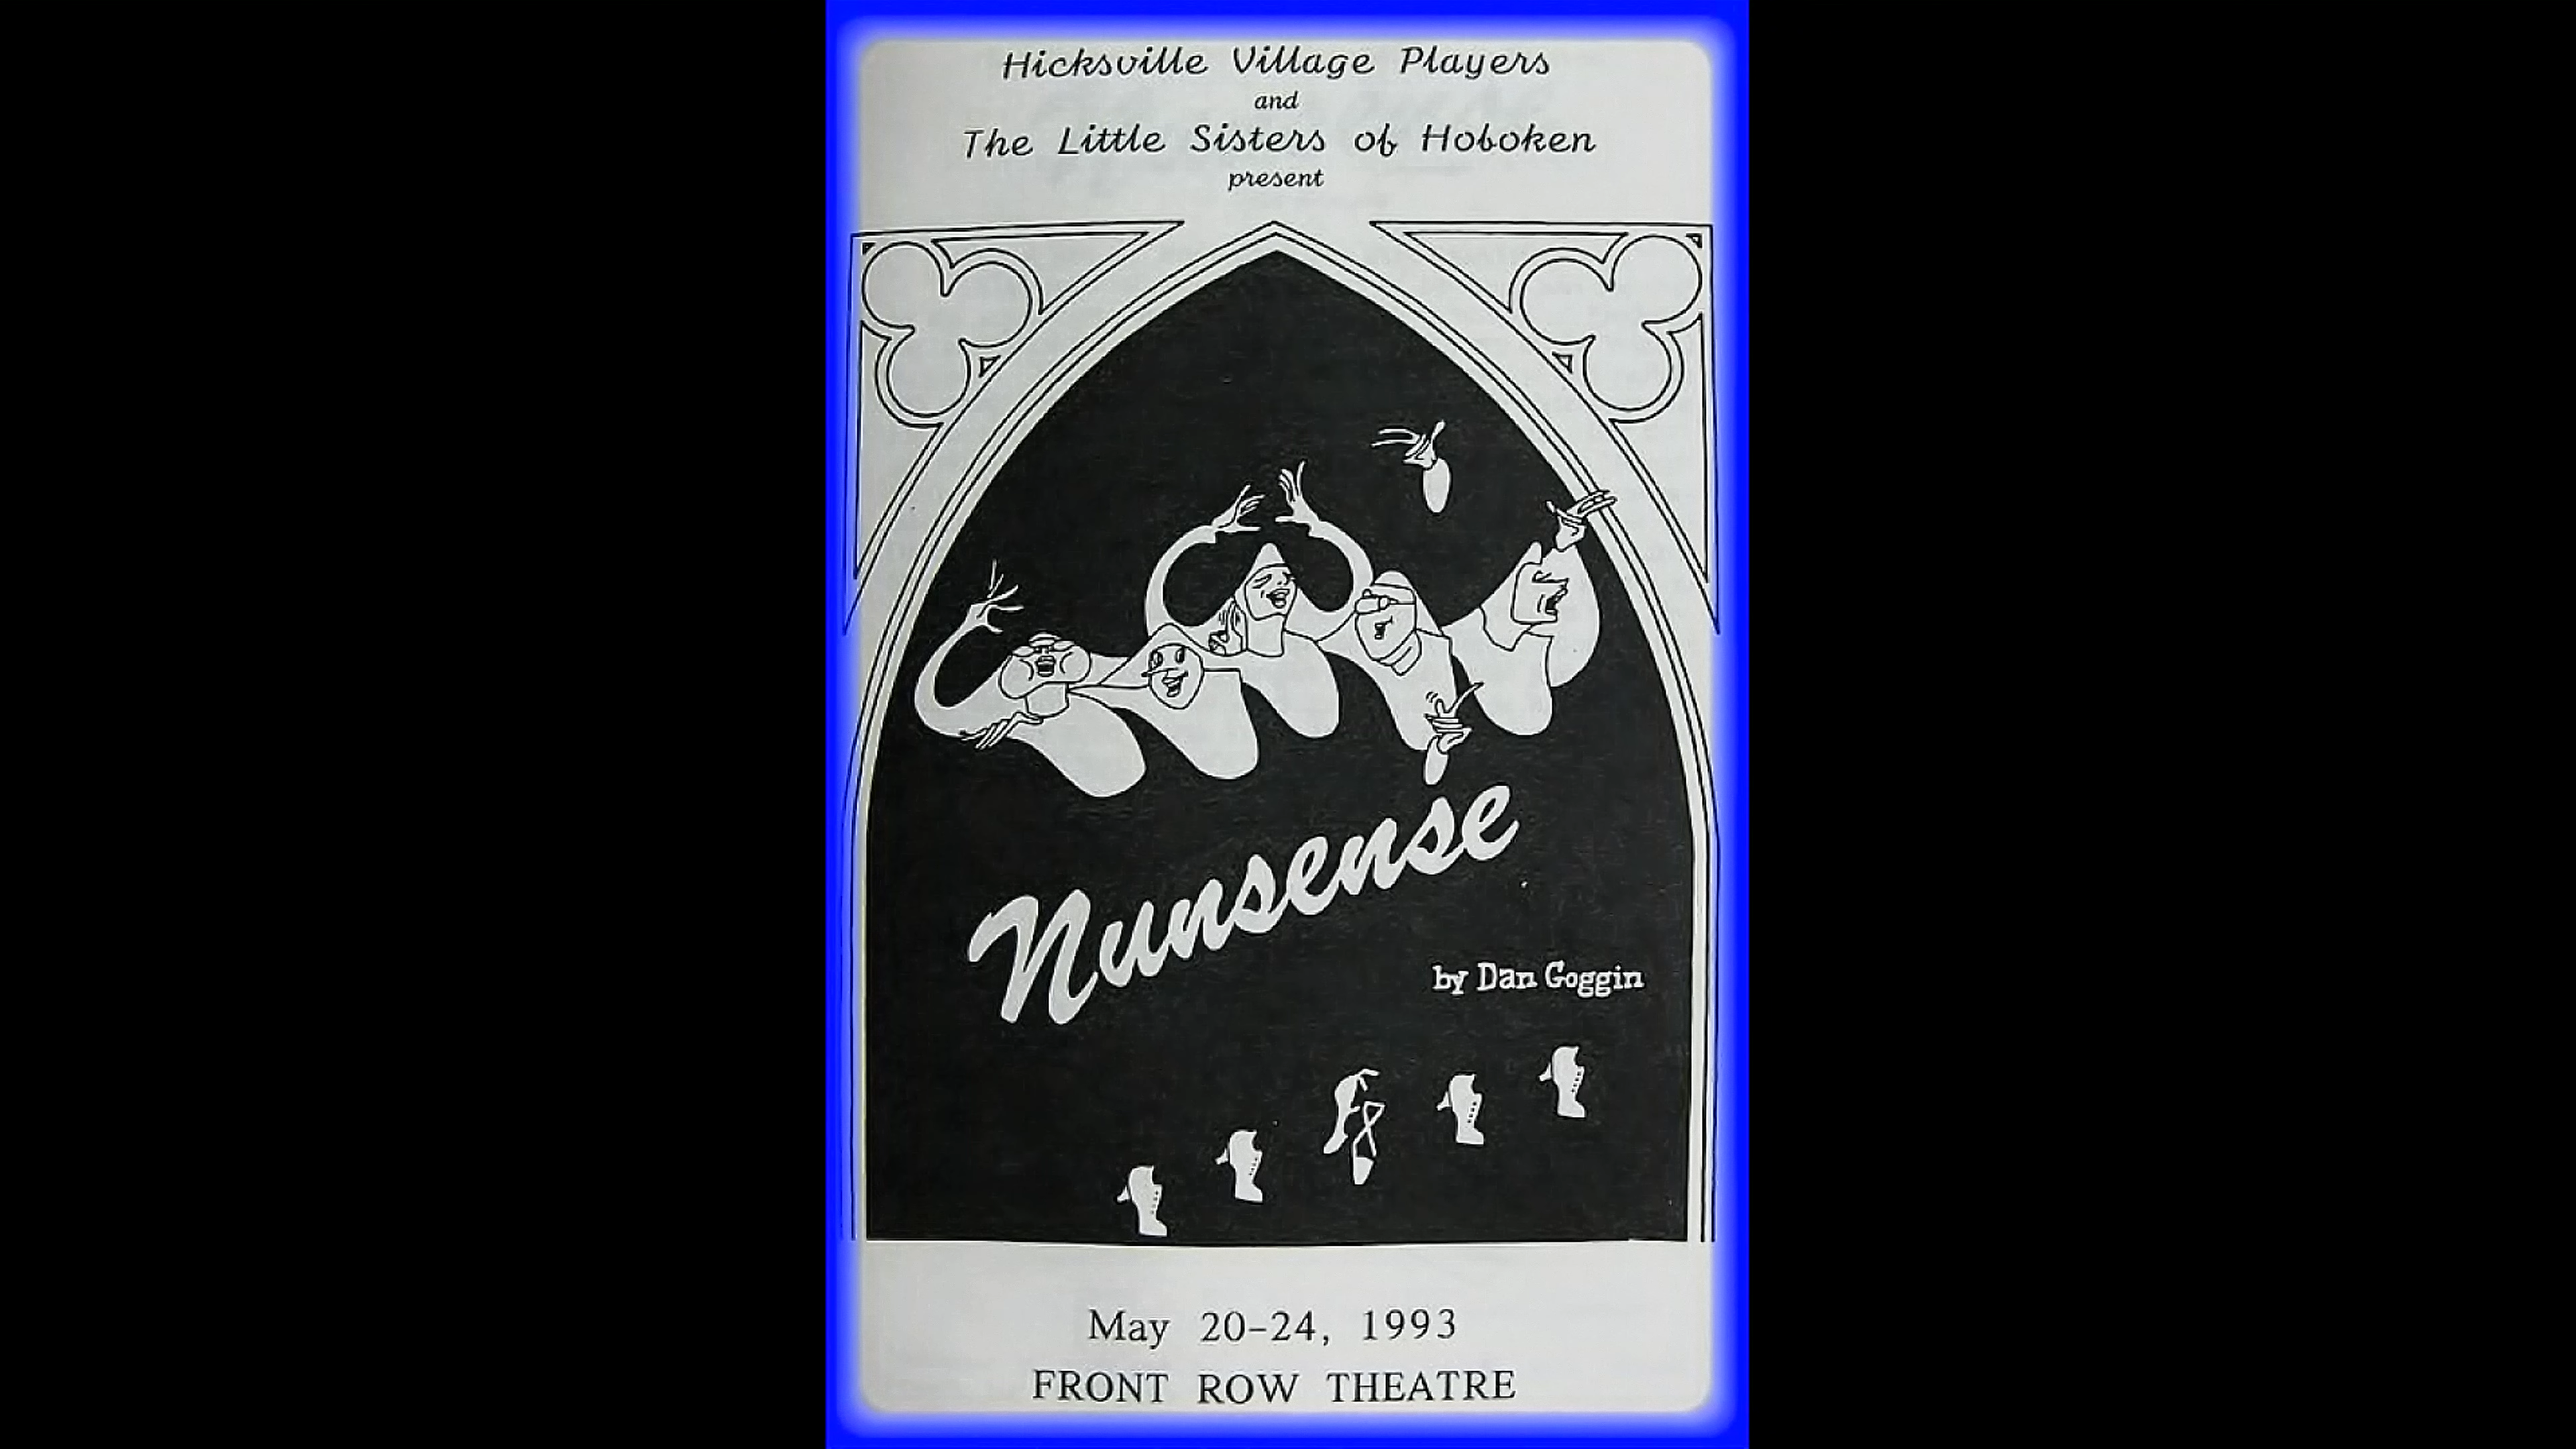 Hicksville Village Players
and
The Little Sisters of Hoboken
present
Nunsense
by Dan Goggin
May 20-24, 1993
FRONT ROW THEATRE